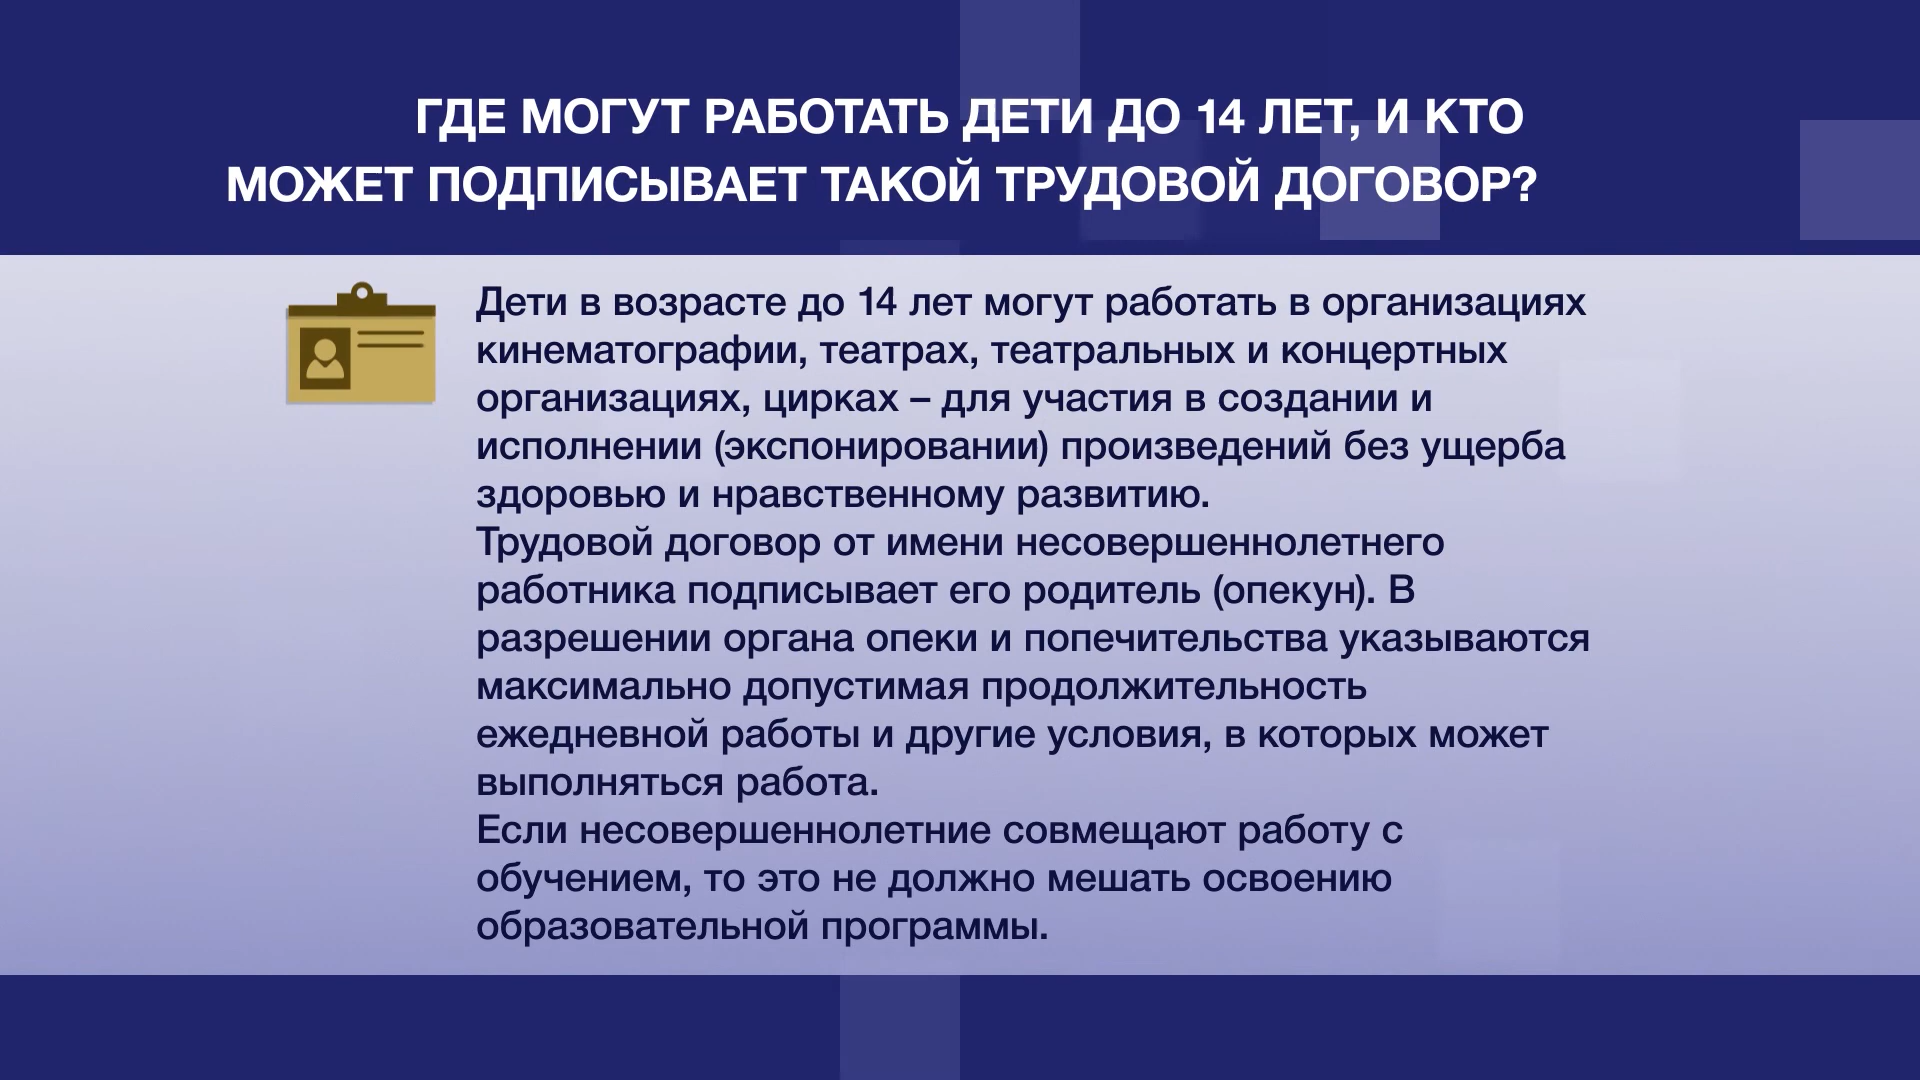 ГДЕ МОГУТ РАБОТАТЬ ДЕТИ ДО 14 ЛЕТ, И КТО
МОЖЕТ ПОДПИСЫВАЕТ ТАКОЙ ТРУДОВОЙ ДОГОВОР?
Дети в возрасте до 14 лет могут работать в организациях
кинематографии, театрах, театральных и концертных
организациях, цирках – для участия в создании и
исполнении (экспонировании) произведений без ущерба
здоровью и нравственному развитию.
Трудовой договор от имени несовершеннолетнего
работника подписывает его родитель (опекун). В
разрешении органа опеки и попечительства указываются
максимально допустимая продолжительность
ежедневной работы и другие условия, в которых может
выполняться работа.
Если несовершеннолетние совмещают работу с
обучением, то это не должно мешать освоению
образовательной программы.